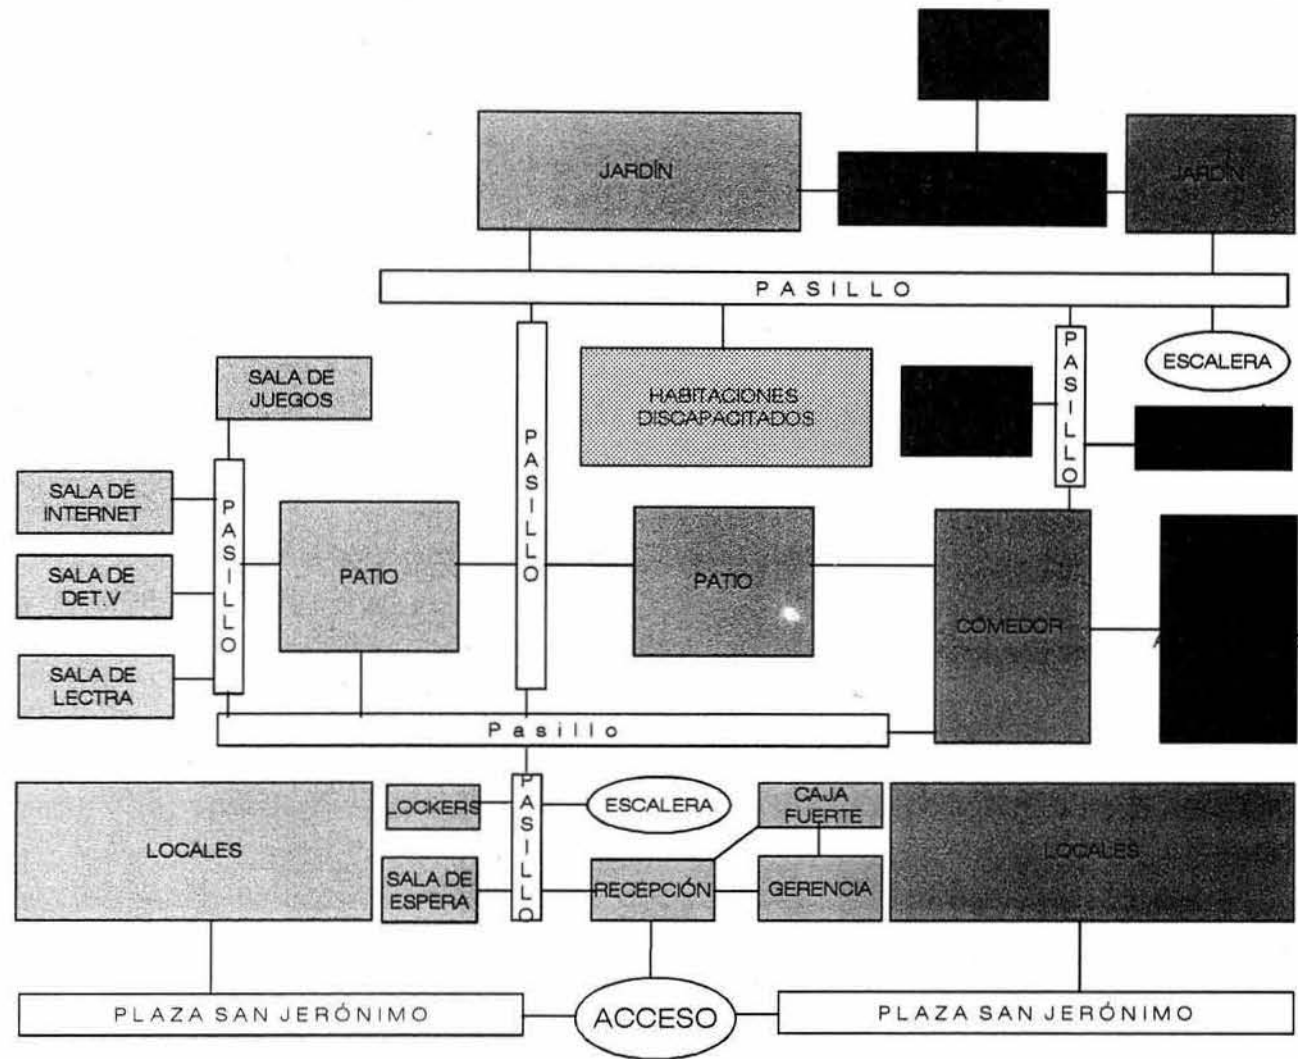 JARDÍN
JARDÍN
PASILLO
PASILLO
ESCALERA
SALA DE
JUEGOS
HABITACIONES
DISCAPACITADOS
PASILLO
PASILLO
SALA DE
INTERNET
PATIO
PATIO
SALA DE
DET.V
COMEDOR
SALA DE
LECTRA
Pasillo
PASILLO
LOCKERS
ESCALERA
CAJA
FUERTE
LOCALES
LOCALES
SALA DE
ESPERA
RECEPCIÓN
GERENCIA
PLAZA SAN JERÓNIMO
ACCESO
PLAZA SAN JERÓNIMO